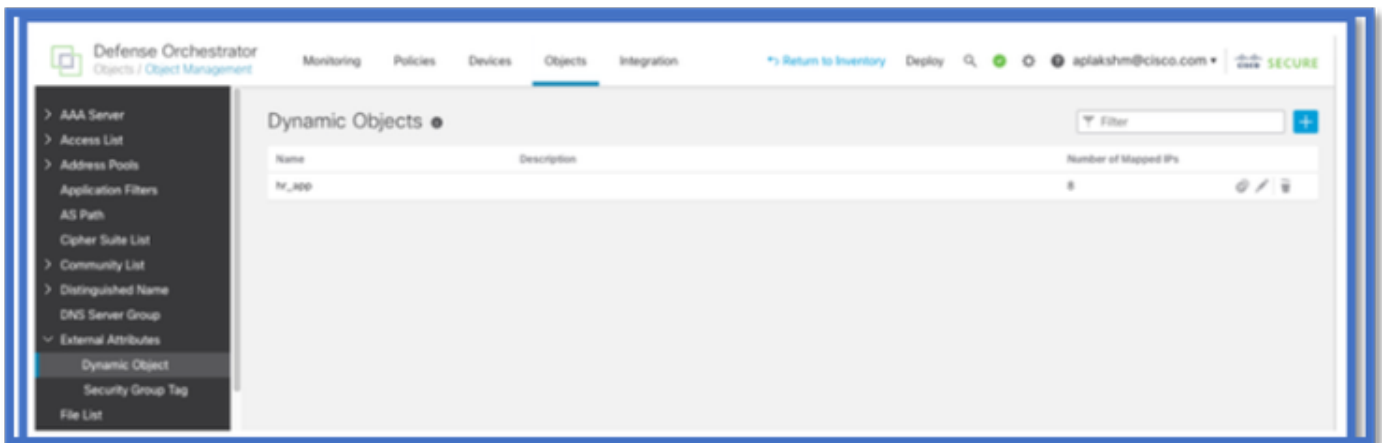 Defense Orchestrator
Objects / Object Management
Monitoring Policies Devices Objects Integration Return to Inventory Deploy aplakshm@cisco.com SECURE
AAA Server
Access List
Address Pools
Application Filters
AS Path
Cipher Suite List
Community List
Distinguished Name
DNS Server Group
External Attributes
Dynamic Object
Security Group Tag
File List
Dynamic Objects
Filter
Name Description Number of Mapped IPs
hr_app 8